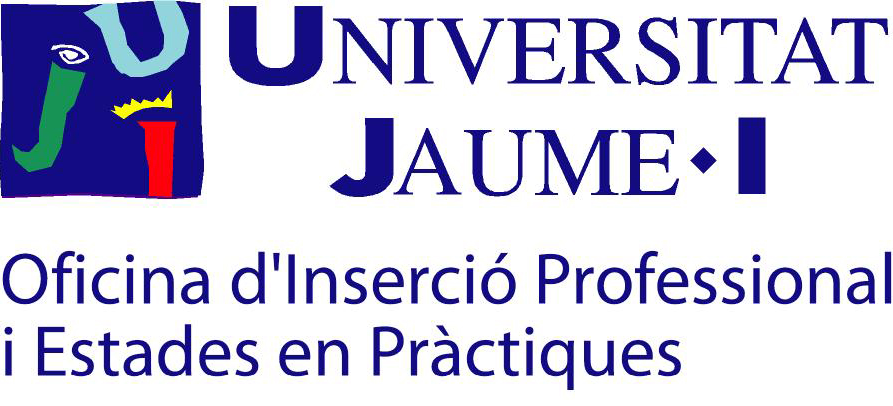 UNIVERSITAT
JAUME·I
Oficina d'Inserció Professional
i Estades en Pràctiques